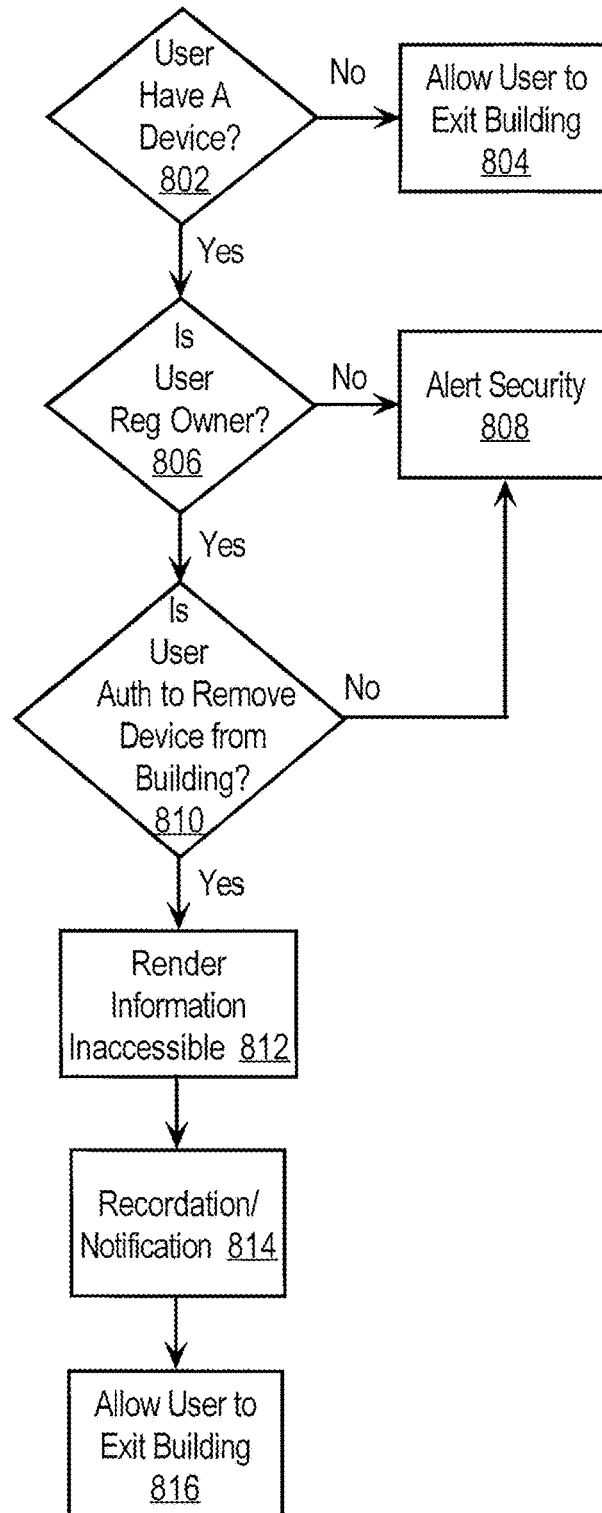 User
Have A
Device?
802
No
Allow User to
Exit Building
804
Yes
Is
User
Reg Owner?
806
No
Alert Security
808
Yes
Is
User
Auth to Remove
Device from
Building?
810
No
Yes
Render
Information
Inaccessible 812
Recordation/
Notification 814
Allow User to
Exit Building
816